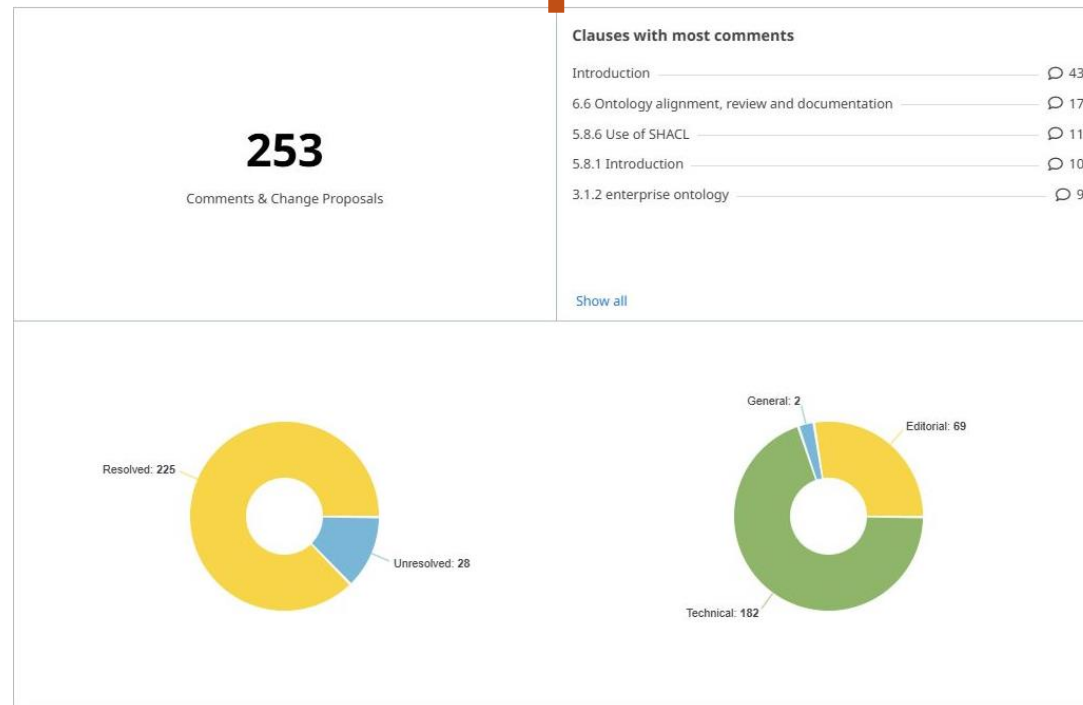 253
Comments & Change Proposals
Clauses with most comments
Introduction 43
6.6 Ontology alignment, review and documentation 17
5.8.6 Use of SHACL 11
5.8.1 Introduction 10
3.1.2 enterprise ontology 9
Show all
Resolved: 225
Unresolved: 28
General: 2
Editorial: 69
Technical: 182